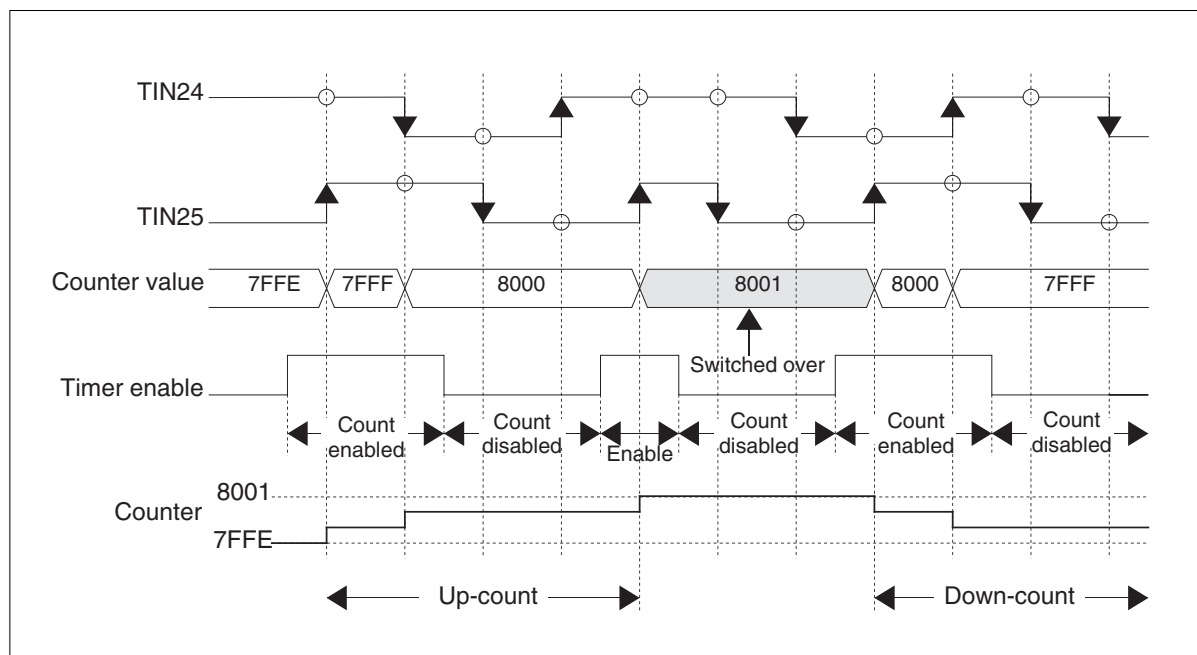 TIN24
TIN25
Counter value 7FFE 7FFF 8000 8001 8000 7FFF
Switched over
Timer enable
Count enabled
Count disabled
Enable
Count disabled
Count enabled
Count disabled
8001
Counter
7FFE
Up-count Down-count